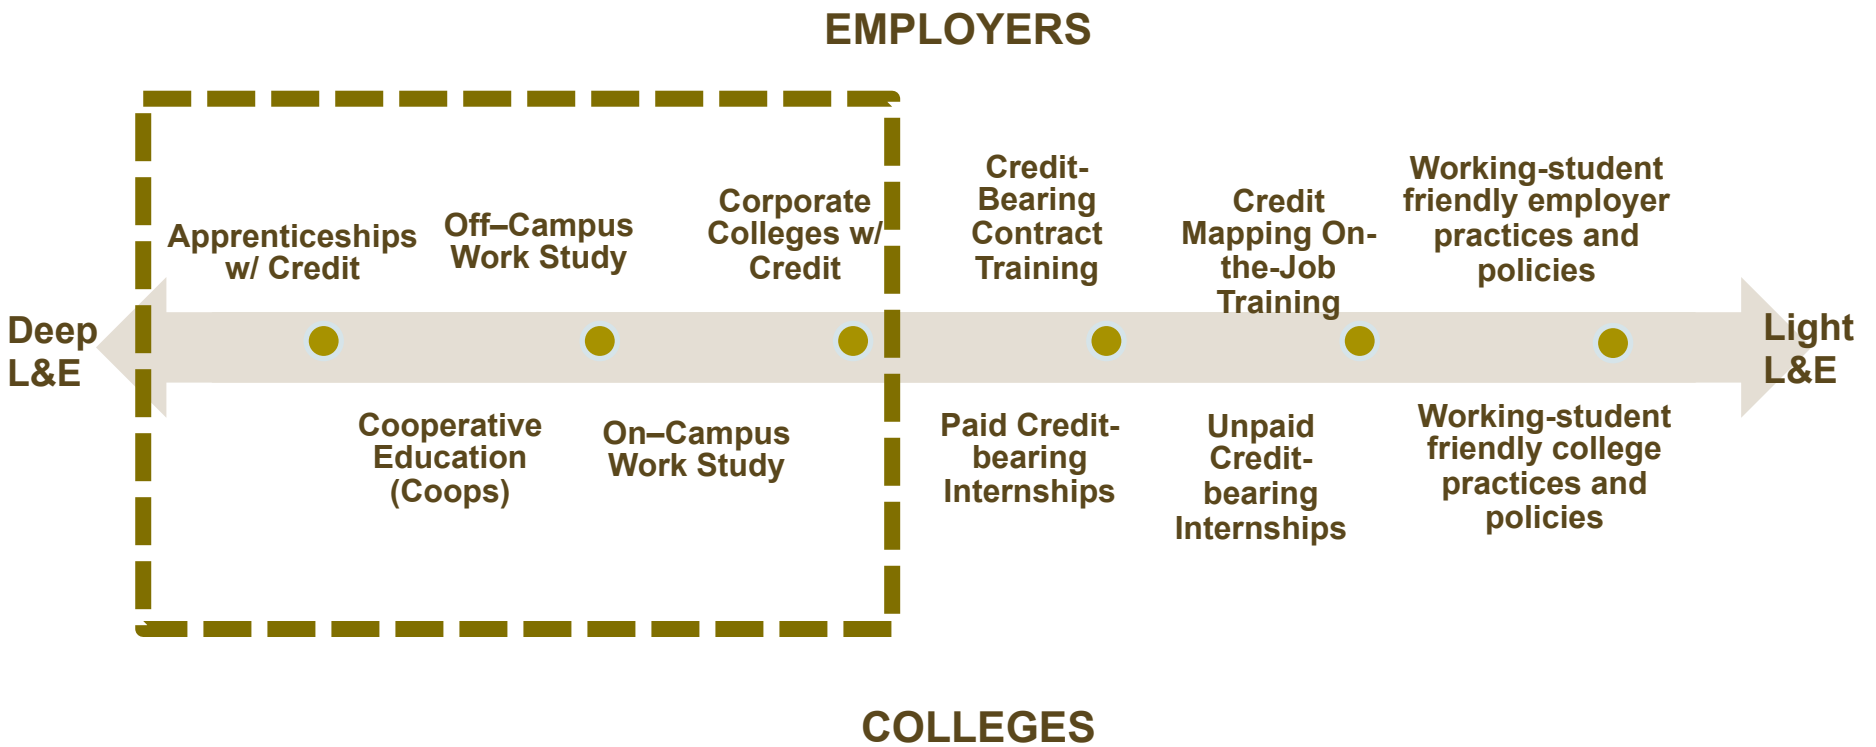 EMPLOYERS
Apprenticeships
w/ Credit
Off–Campus
Work Study
Corporate
Colleges w/
Credit
Credit-
Bearing
Contract
Training
Credit
Mapping On-
the-Job
Training
Working-student
friendly employer
practices and
policies
Deep
L&E
Light
L&E
Cooperative
Education
(Coops)
On–Campus
Work Study
Paid Credit-
bearing
Internships
Unpaid
Credit-
bearing
Internships
Working-student
friendly college
practices and
policies
COLLEGES